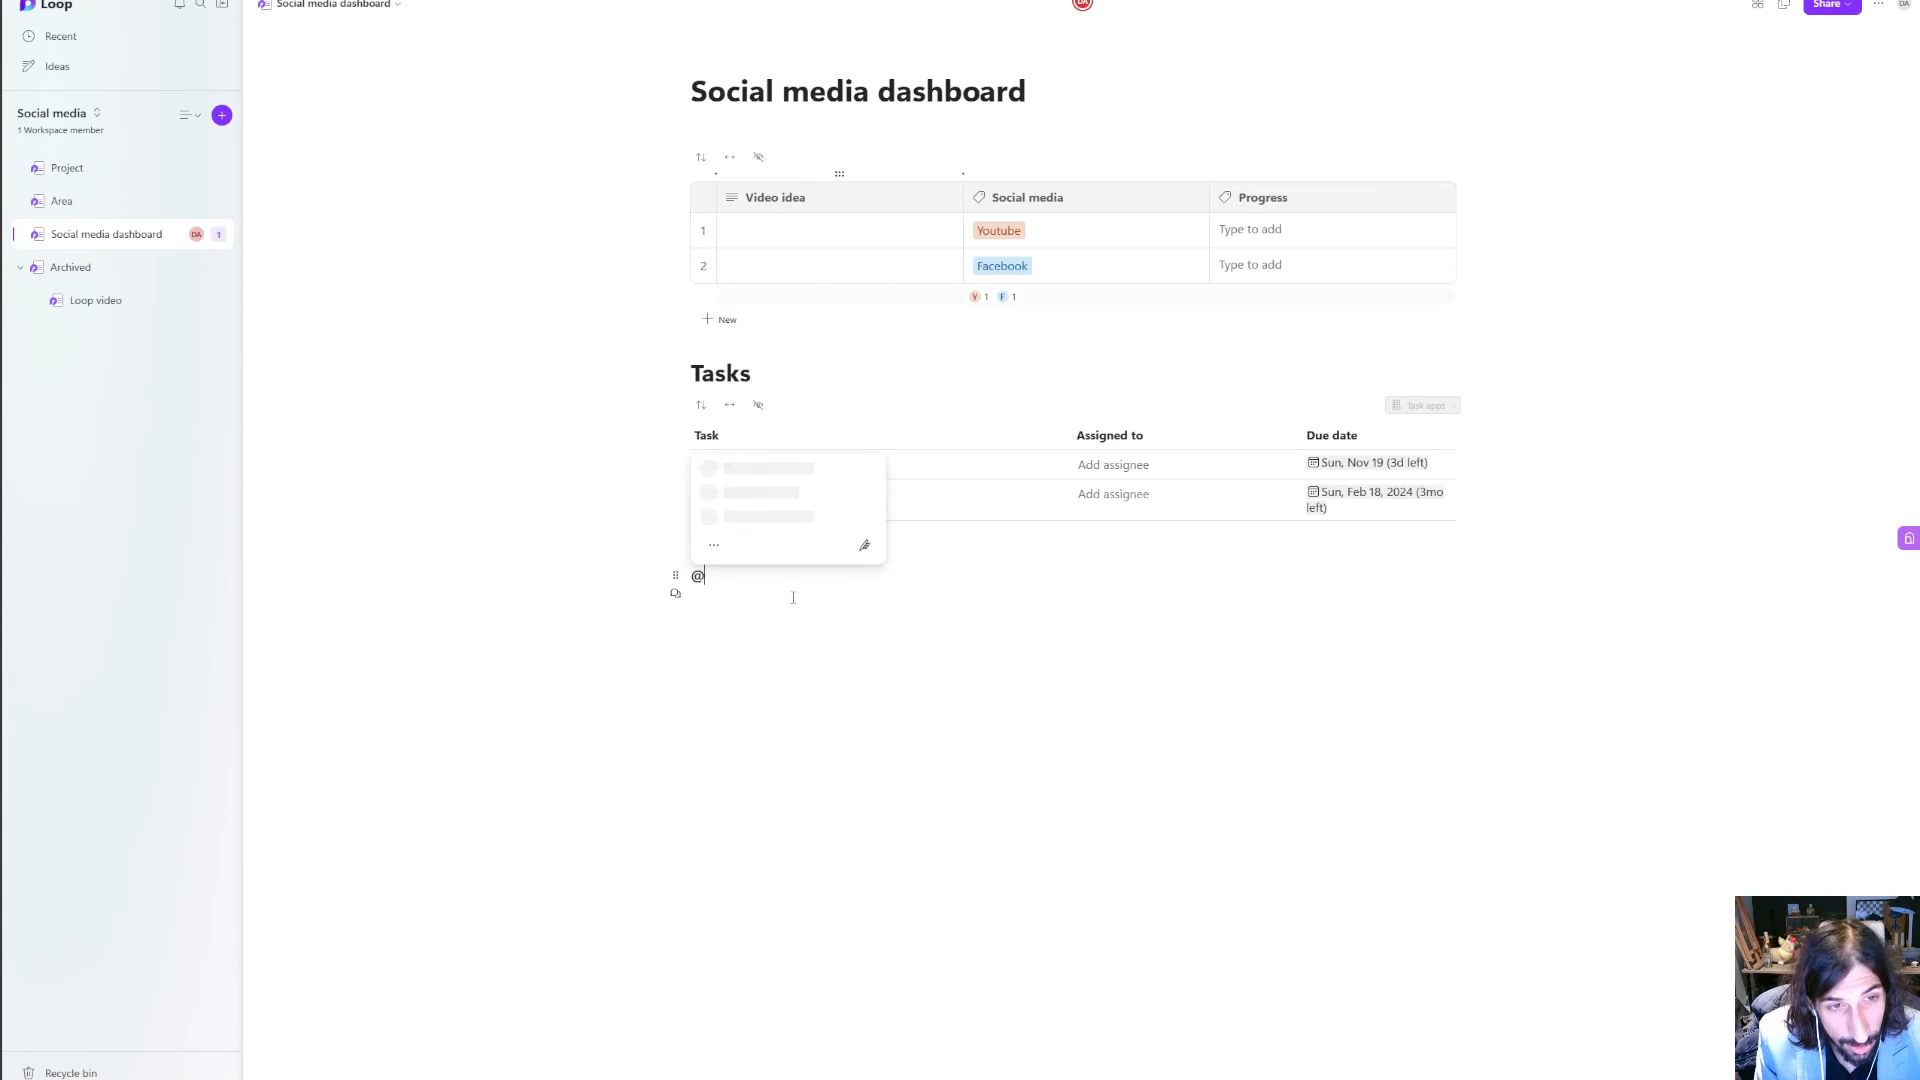 Loop
Social media dashboard
DA
Share
DA
Recent
Ideas
Social media
1 Workspace member
Project
Area
Social media dashboard DA 1
Archived
Loop video
Recycle bin
Social media dashboard
Video idea Social media Progress
1 Youtube Type to add
2 Facebook Type to add
Y 1 F 1
New
Tasks
Task apps
Task Assigned to Due date
Add assignee Sun, Nov 19 (3d left)
Add assignee Sun, Feb 18, 2024 (3mo
left)
@